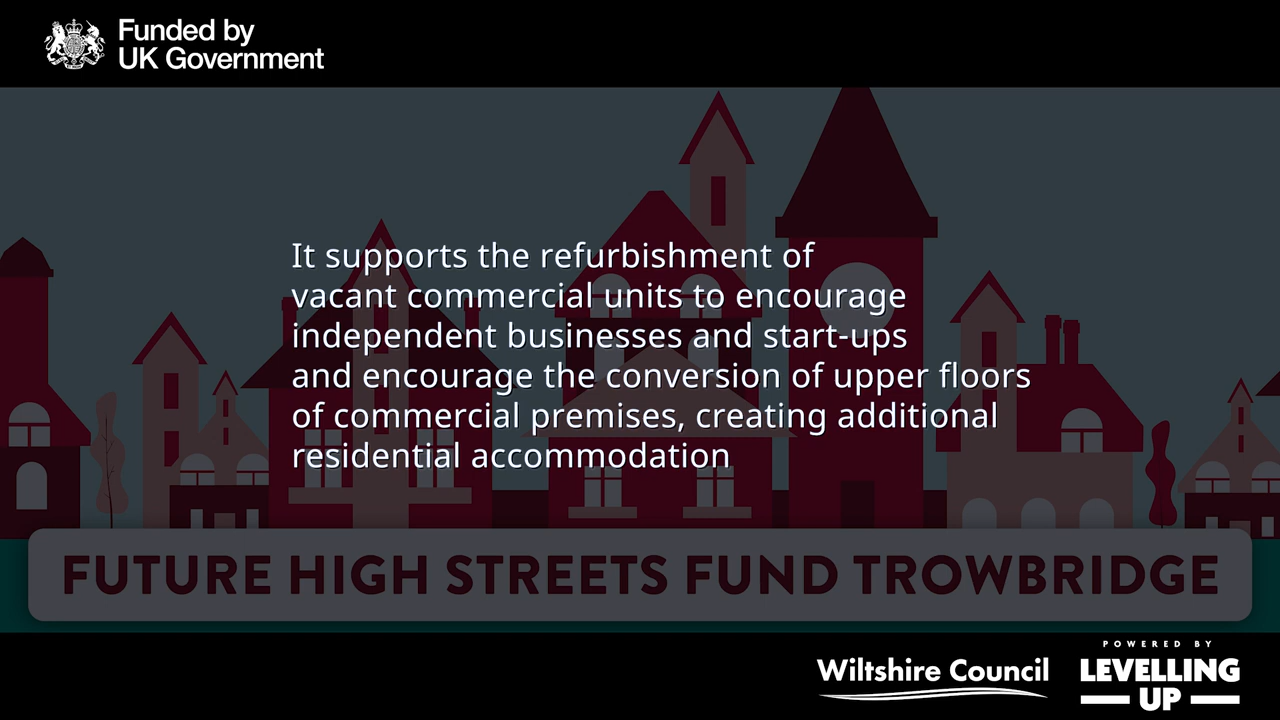 Funded by
UK Government
It supports the refurbishment of
vacant commercial units to encourage
independent businesses and start-ups
and encourage the conversion of upper floors
of commercial premises, creating additional
residential accommodation
FUTURE HIGH STREETS FUND TROWBRIDGE
Wiltshire Council
POWERED BY
LEVELLING
UP